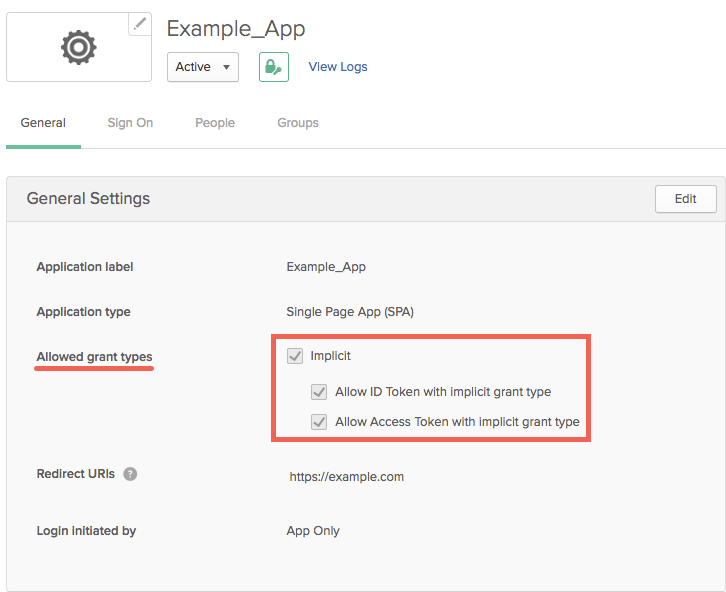 Example_App
Active
View Logs
General
Sign On
People
Groups
General Settings
Edit
Application label
Example_App
Application type
Single Page App (SPA)
Allowed grant types
Implicit
Allow ID Token with implicit grant type
Allow Access Token with implicit grant type
Redirect URIs ?
https://example.com
Login initiated by
App Only